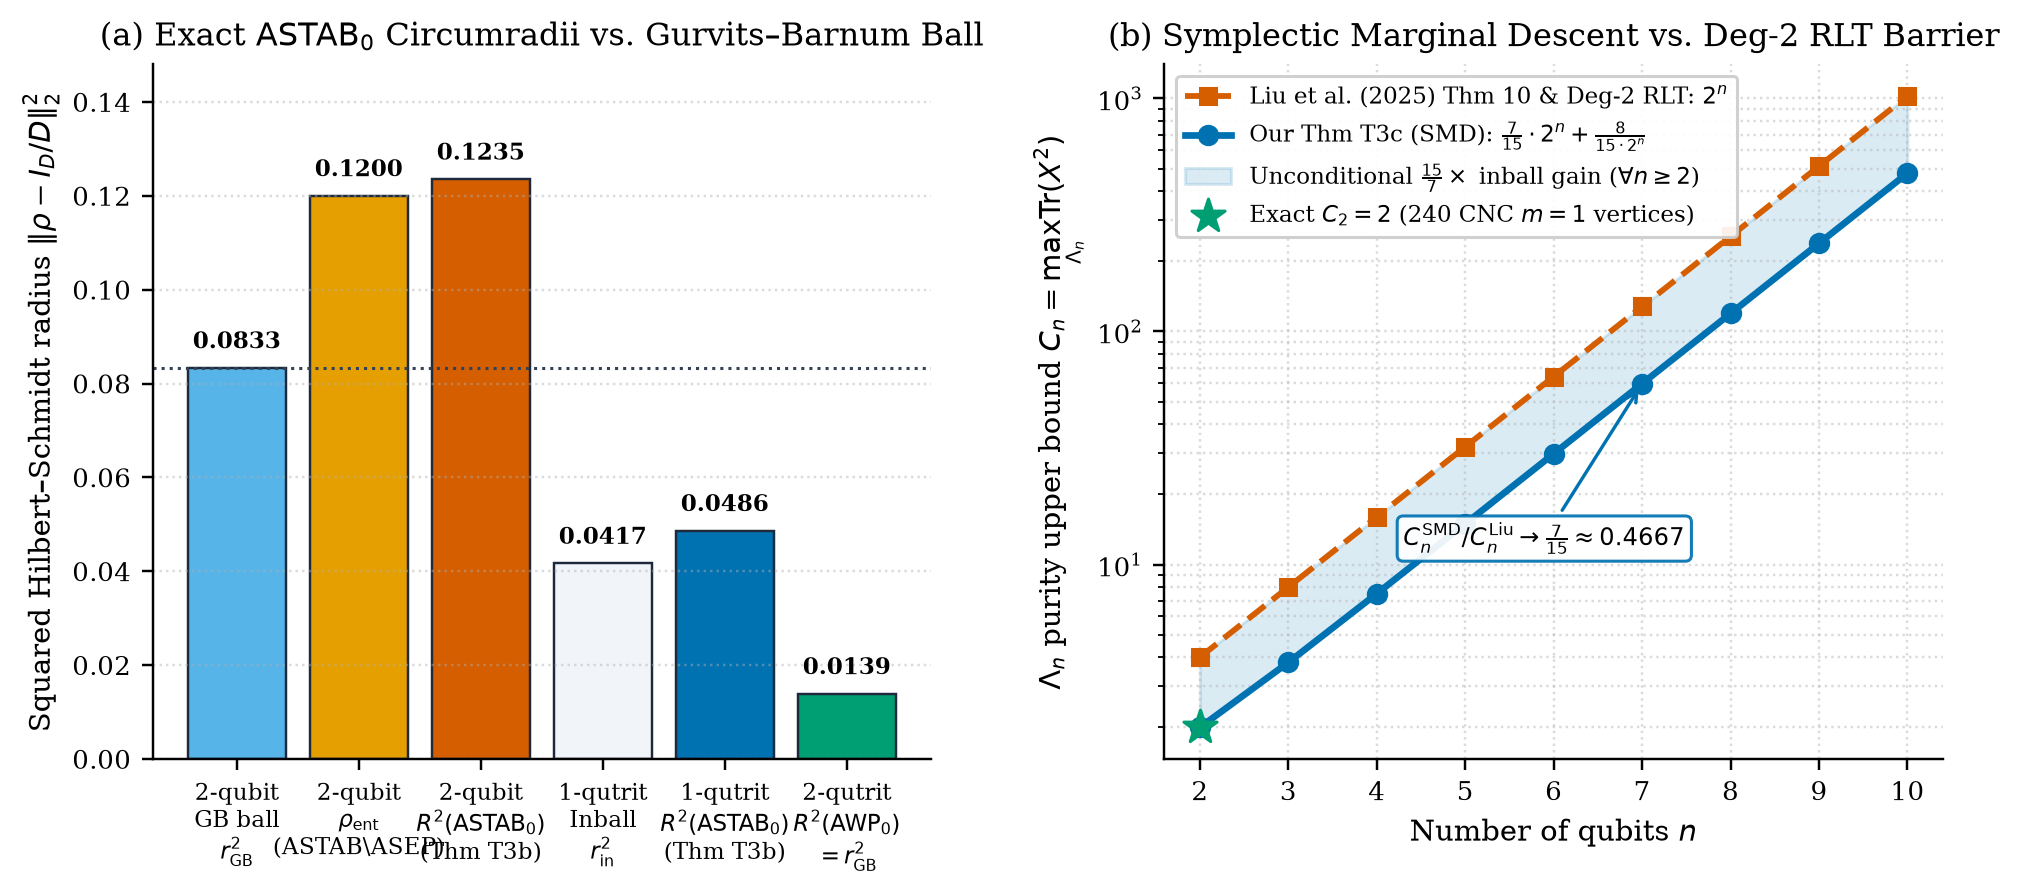 (a) Exact ASTAB₀ Circumradii vs. Gurvits–Barnum Ball
Squared Hilbert–Schmidt radius ‖ρ − I_D/D‖₂²
0.14
0.12
0.10
0.08
0.06
0.04
0.02
0.00
0.0833
0.1200
0.1235
0.0417
0.0486
0.0139
2-qubit
GB ball
r²_GB
2-qubit
ρ_ent
(ASTAB\ASEP)
2-qubit
R²(ASTAB₀)
(Thm T3b)
1-qutrit
Inball
r²_in
1-qutrit
R²(ASTAB₀)
(Thm T3b)
2-qutrit
R²(AWP₀)
= r²_GB
(b) Symplectic Marginal Descent vs. Deg-2 RLT Barrier
Λₙ purity upper bound Cₙ = max_Λₙ Tr(X²)
10³
10²
10¹
Liu et al. (2025) Thm 10 & Deg-2 RLT: 2ⁿ
Our Thm T3c (SMD): 7/15 · 2ⁿ + 8/(15·2ⁿ)
Unconditional 15/7 × inball gain (∀n ≥ 2)
Exact C₂ = 2 (240 CNC m = 1 vertices)
Cₙ^SMD/Cₙ^Liu → 7/15 ≈ 0.4667
2 3 4 5 6 7 8 9 10
Number of qubits n